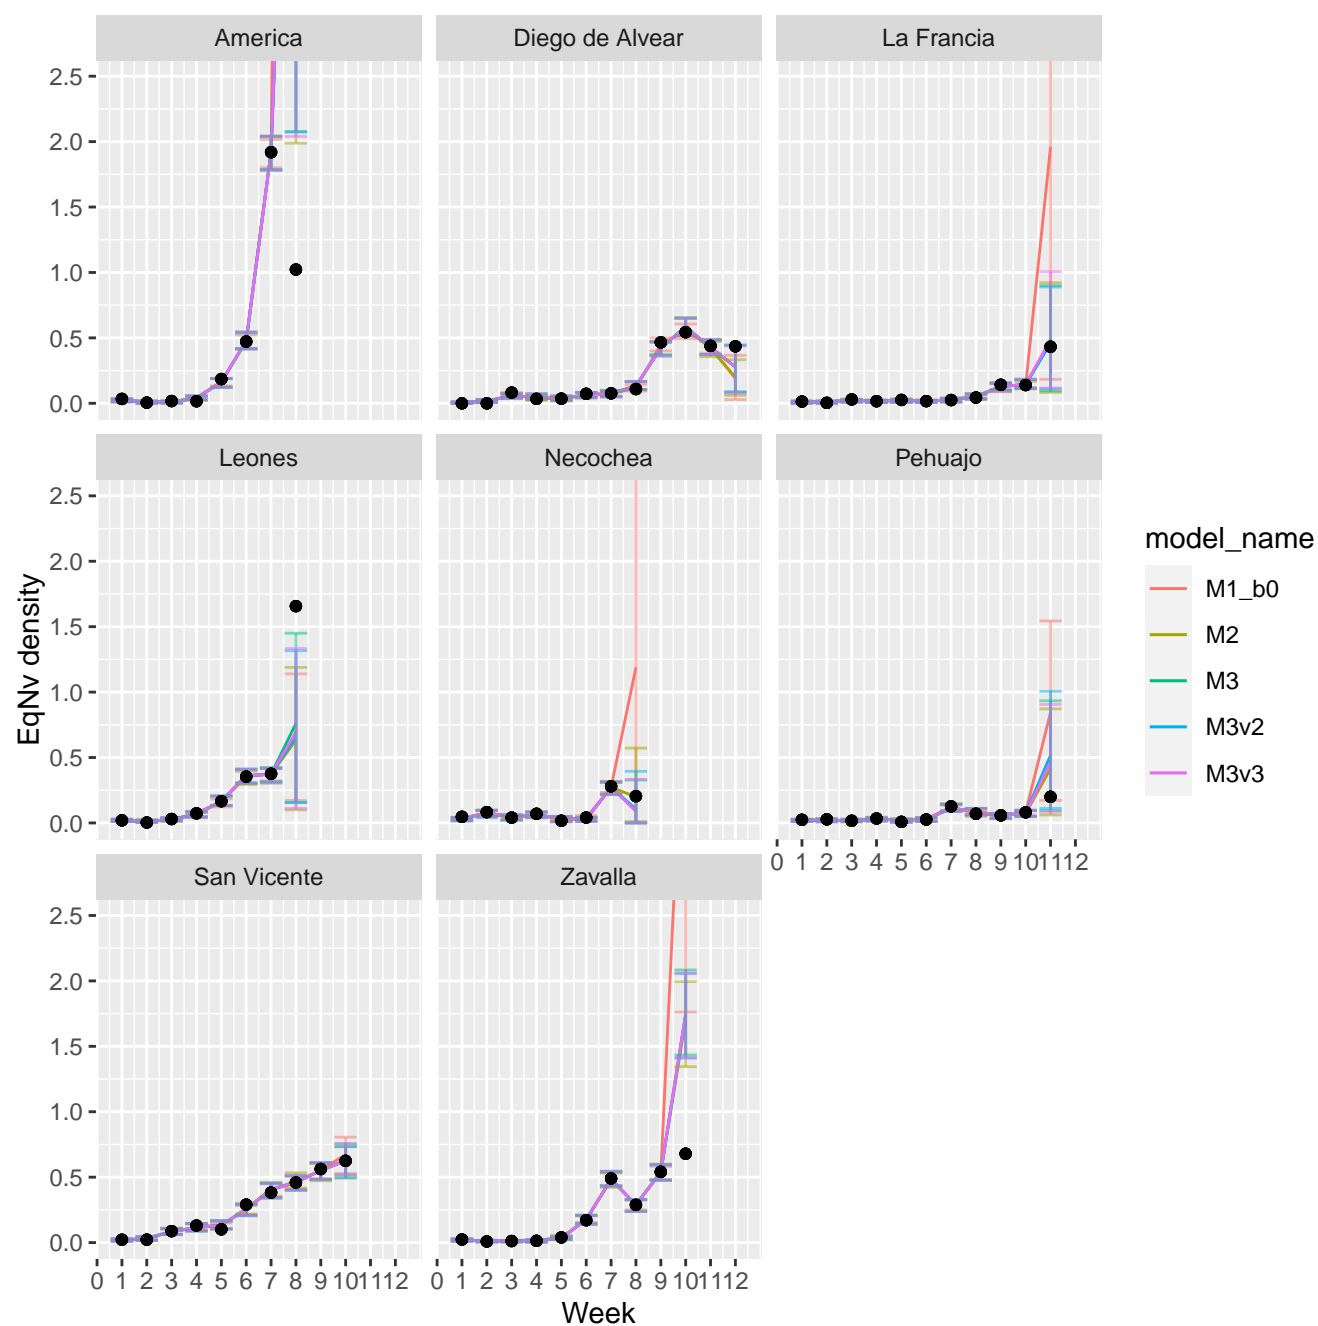 America Diego de Alvear La Francia
2.5
2.0
1.5
1.0
0.5
0.0
Leones Necochea Pehuajo
2.5
2.0
1.5
1.0
0.5
0.0
0 1 2 3 4 5 6 7 8 9 10 11 12
San Vicente Zavalla
2.5
2.0
1.5
1.0
0.5
0.0
0 1 2 3 4 5 6 7 8 9 10 11 12 0 1 2 3 4 5 6 7 8 9 10 11 12
Week
EqNv density
model_name
M1_b0
M2
M3
M3v2
M3v3